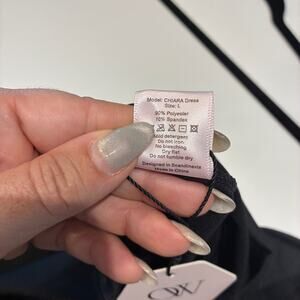 Model: CHIARA Dress
Size: L
90% Polyester
10% Spandex
detergent
Do not iron
No bleaching
Dry flat
Do not tumble dry
Designed in Scandinavia
Made in China